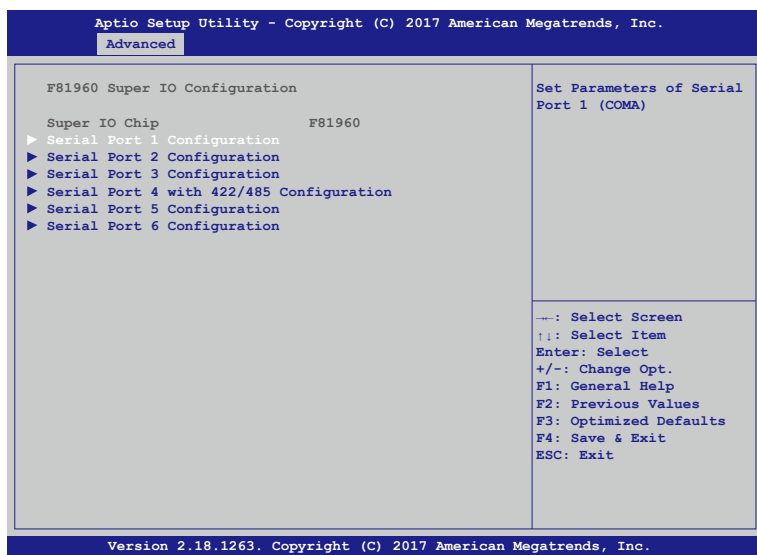 Aptio Setup Utility - Copyright (C) 2017 American Megatrends, Inc.
Advanced
F81960 Super IO Configuration
Super IO Chip F81960
▶ Serial Port 1 Configuration
▶ Serial Port 2 Configuration
▶ Serial Port 3 Configuration
▶ Serial Port 4 with 422/485 Configuration
▶ Serial Port 5 Configuration
▶ Serial Port 6 Configuration
Set Parameters of Serial
Port 1 (COMA)
→←: Select Screen
↑↓: Select Item
Enter: Select
+/-: Change Opt.
F1: General Help
F2: Previous Values
F3: Optimized Defaults
F4: Save & Exit
ESC: Exit
Version 2.18.1263. Copyright (C) 2017 American Megatrends, Inc.